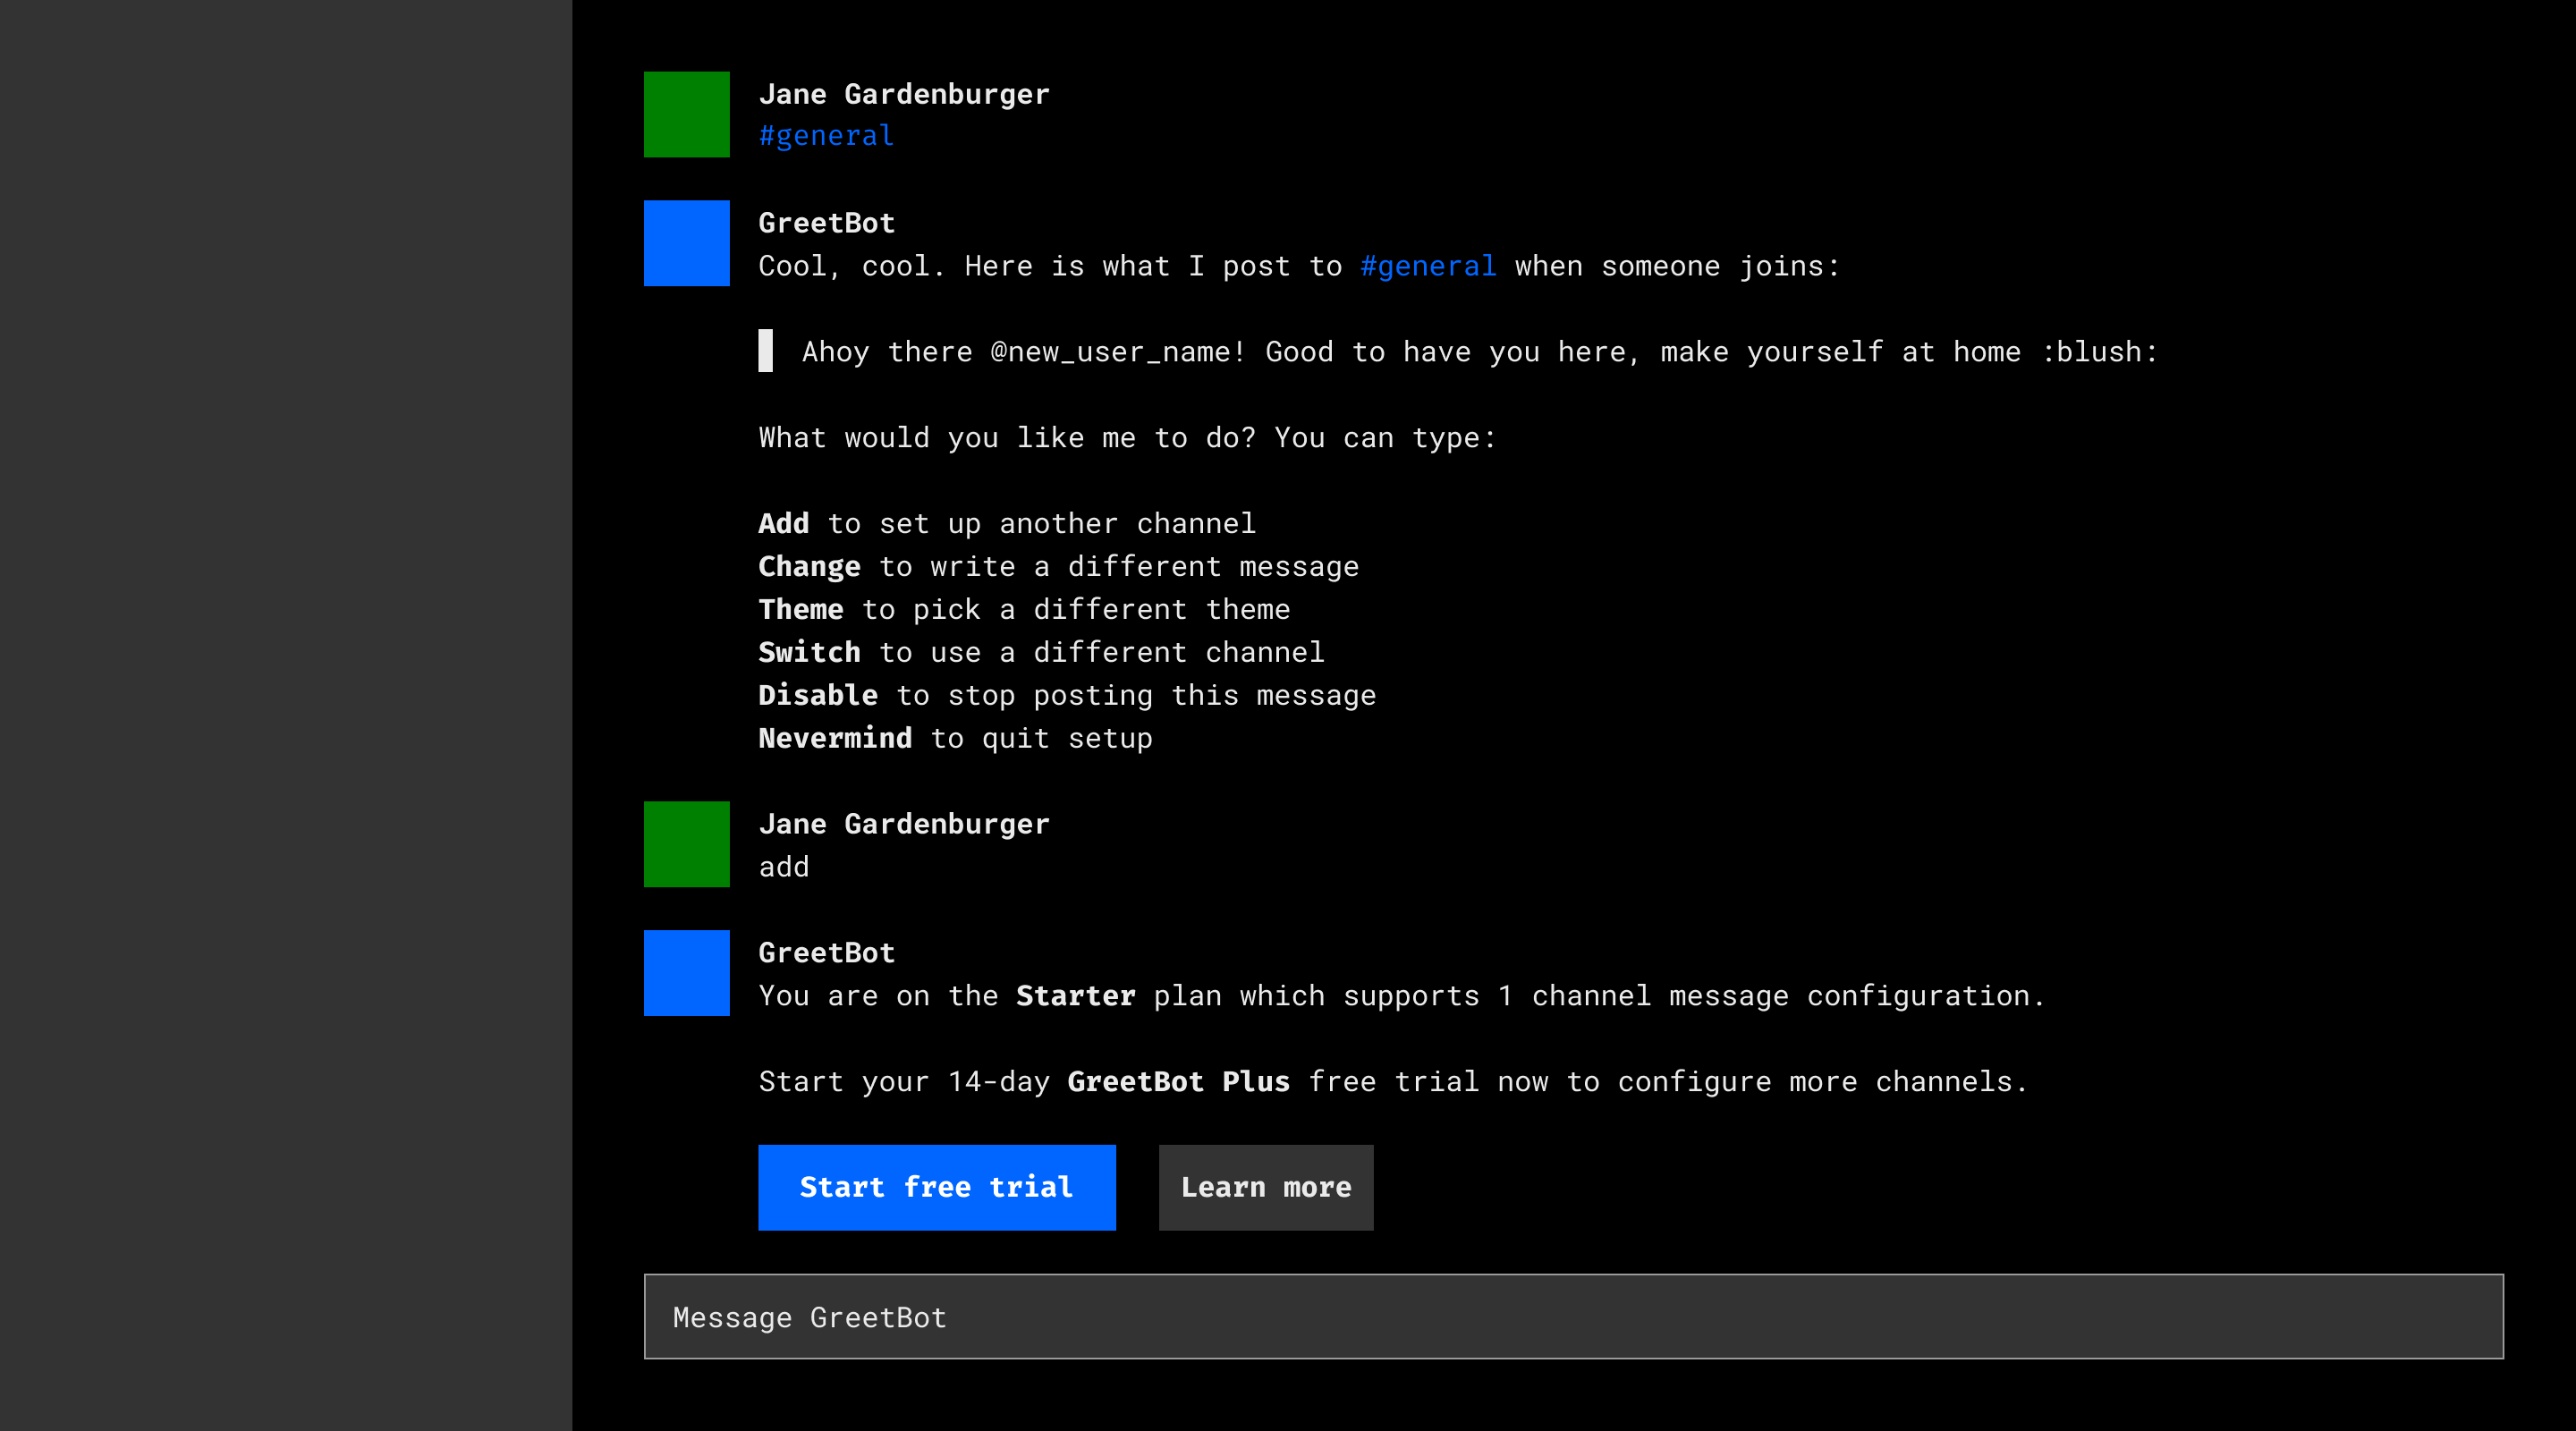 Jane Gardenburger
#general
GreetBot
Cool, cool. Here is what I post to #general when someone joins:
Ahoy there @new_user_name! Good to have you here, make yourself at home :blush:
What would you like me to do? You can type:
Add to set up another channel
Change to write a different message
Theme to pick a different theme
Switch to use a different channel
Disable to stop posting this message
Nevermind to quit setup
Jane Gardenburger
add
GreetBot
You are on the Starter plan which supports 1 channel message configuration.
Start your 14-day GreetBot Plus free trial now to configure more channels.
Start free trial
Learn more
Message GreetBot